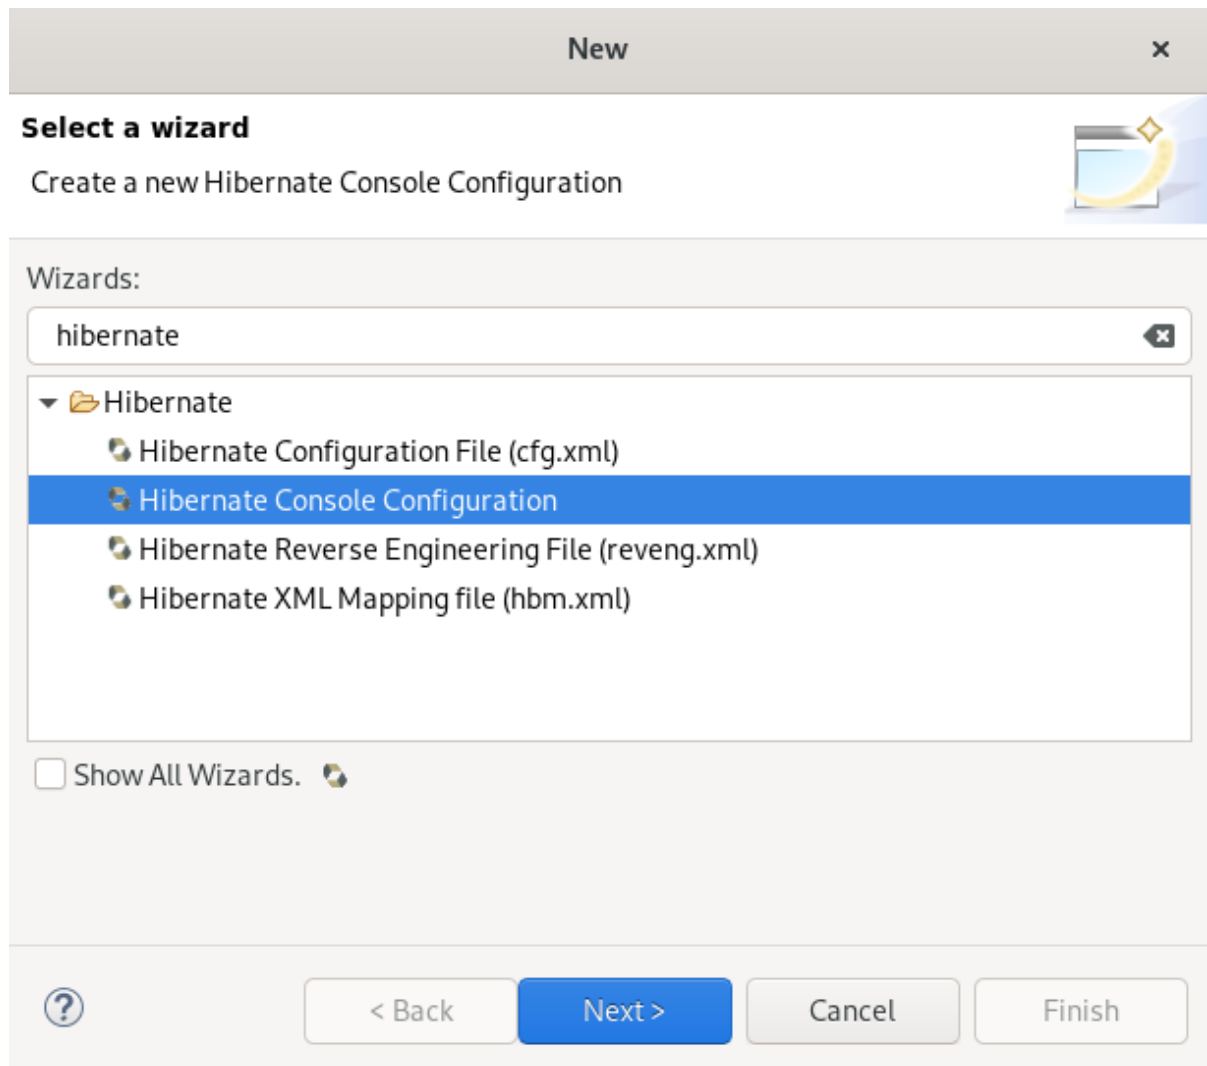 New
Select a wizard
Create a new Hibernate Console Configuration
Wizards:
hibernate
Hibernate
Hibernate Configuration File (cfg.xml)
Hibernate Console Configuration
Hibernate Reverse Engineering File (reveng.xml)
Hibernate XML Mapping file (hbm.xml)
Show All Wizards.
? < Back Next > Cancel Finish